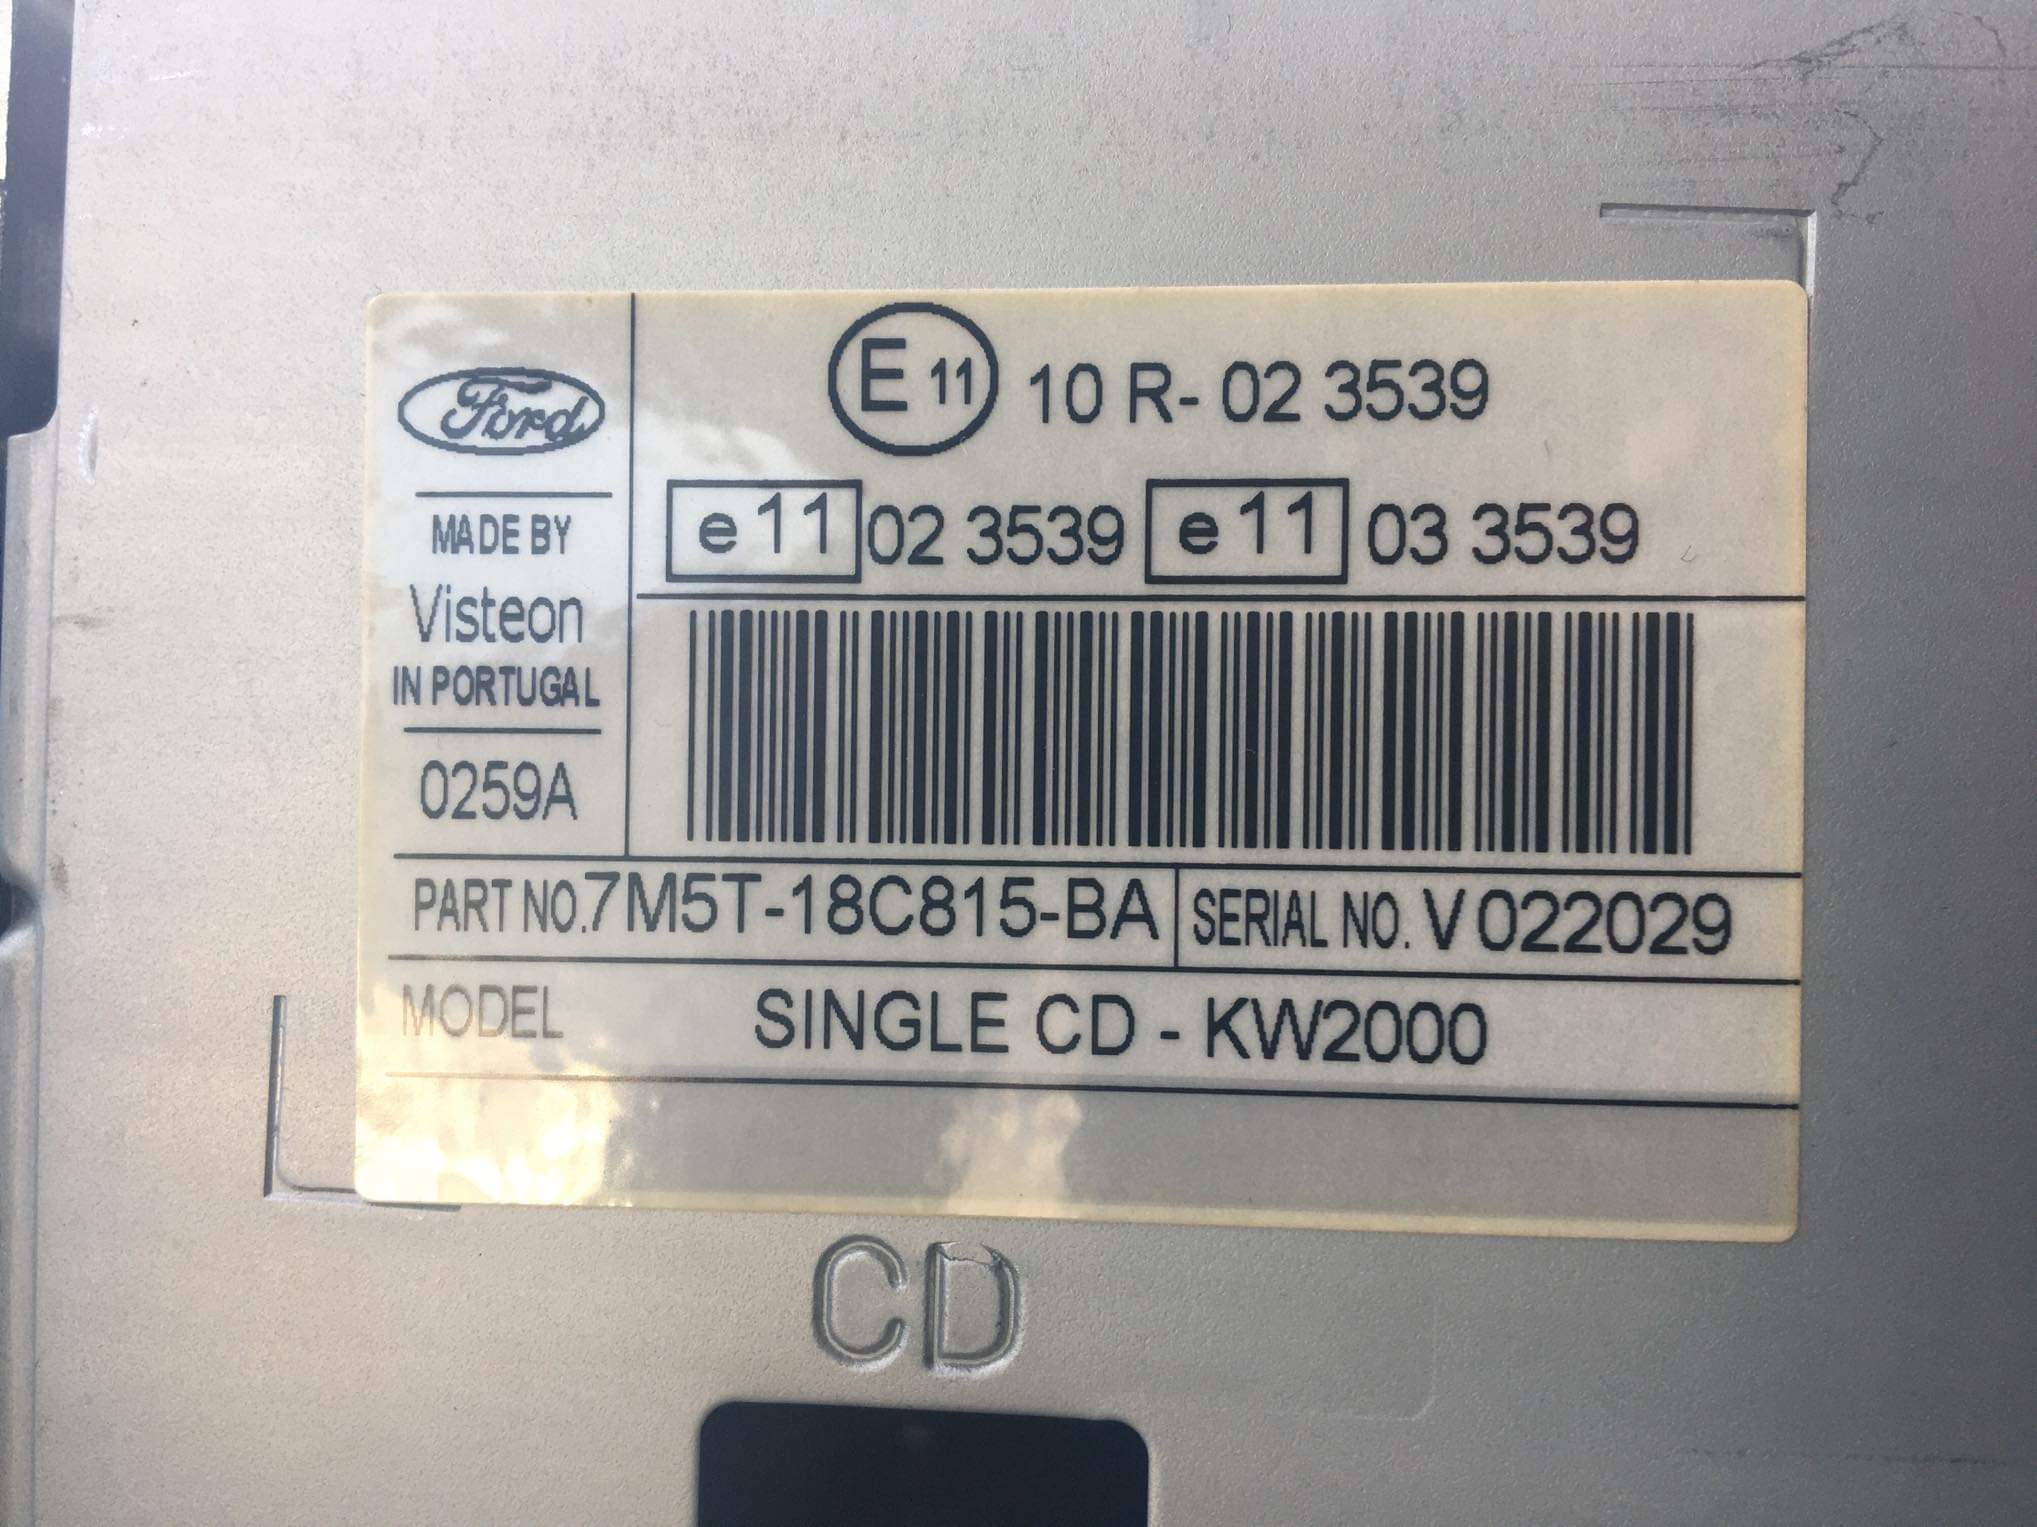 Ford
MADE BY
Visteon
IN PORTUGAL
0259A
E 11 10 R- 02 3539
e 11 02 3539 e 11 03 3539
PART NO. 7M5T-18C815-BA SERIAL NO. V022029
MODEL SINGLE CD - KW2000
CD